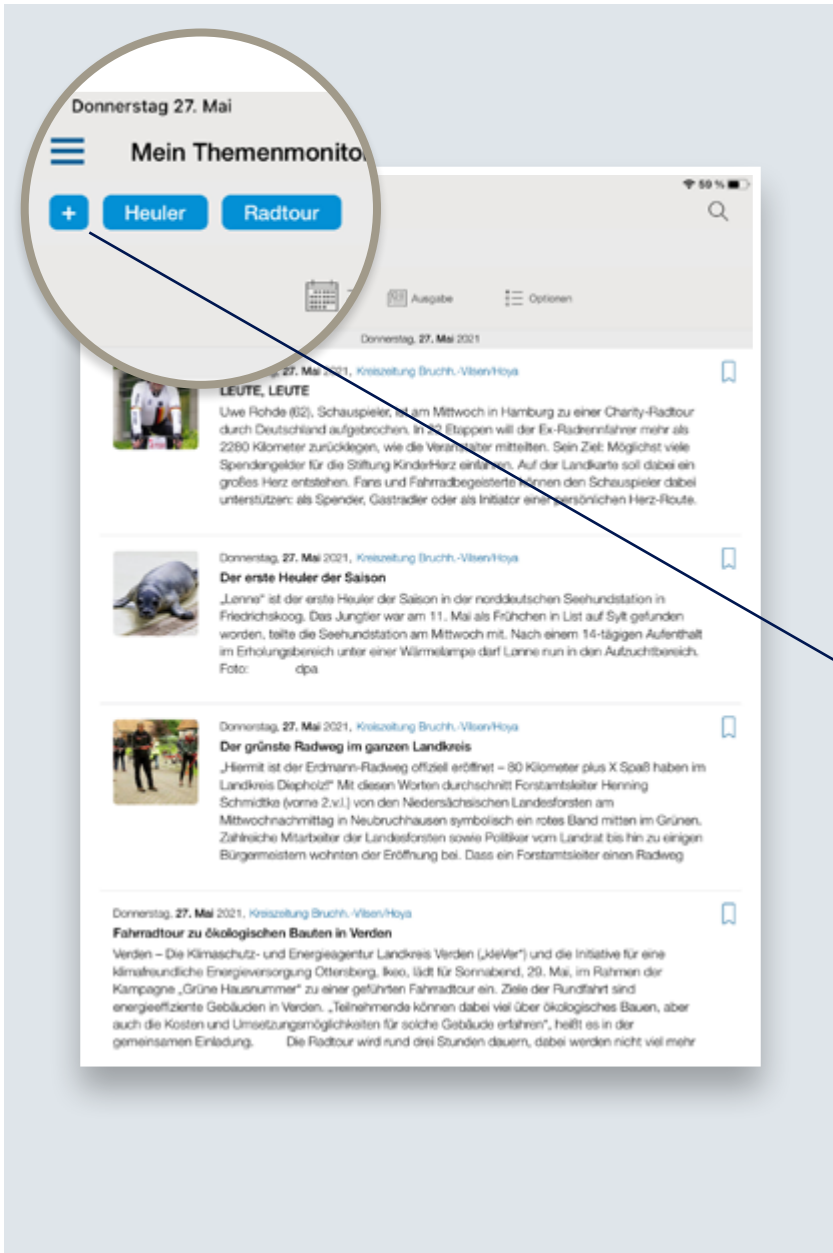 Donnerstag 27. Mai
Mein Themenmonito
59 %
+ Heuler Radtour
Ausgabe Optionen
Donnerstag, 27. Mai 2021
27. Mai 2021, Kreiszeitung Bruchh.-Vilsen/Hoya
LEUTE, LEUTE
Uwe Rohde (62), Schauspieler, ist am Mittwoch in Hamburg zu einer Charity-Radtour
durch Deutschland aufgebrochen. In 22 Etappen will der Ex-Radrennfahrer mehr als
2260 Kilometer zurücklegen, wie die Veranstalter mitteilten. Sein Ziel: Möglichst viele
Spendengelder für die Stiftung KinderHerz einfahren. Auf der Landkarte soll dabei ein
großes Herz entstehen. Fans und Fahrradbegeisterte können den Schauspieler dabei
unterstützen: als Spender, Gastradler oder als Initiator einer persönlichen Herz-Route.
Donnerstag, 27. Mai 2021, Kreiszeitung Bruchh.-Vilsen/Hoya
Der erste Heuler der Saison
„Lønne“ ist der erste Heuler der Saison in der norddeutschen Seehundstation in
Friedrichskoog. Das Jungtier war am 11. Mai als Frühchen in List auf Sylt gefunden
worden, teilte die Seehundstation am Mittwoch mit. Nach einem 14-tägigen Aufenthalt
im Erholungsbereich unter einer Wärmelampe darf Lønne nun in den Aufzuchtbereich.
Foto: dpa
Donnerstag, 27. Mai 2021, Kreiszeitung Bruchh.-Vilsen/Hoya
Der grünste Radweg im ganzen Landkreis
„Hiermit ist der Erdmann-Radweg offiziell eröffnet – 80 Kilometer plus X Spaß haben im
Landkreis Diepholz!“ Mit diesen Worten durchschnitt Forstamtsleiter Henning
Schmidtke (vorne 2.v.l.) von den Niedersächsischen Landesforsten am
Mittwochnachmittag in Neubruchhausen symbolisch ein rotes Band mitten im Grünen.
Zahlreiche Mitarbeiter der Landesforsten sowie Politiker vom Landrat bis hin zu einigen
Bürgermeistern wohnten der Eröffnung bei. Dass ein Forstamtsleiter einen Radweg
Donnerstag, 27. Mai 2021, Kreiszeitung Bruchh.-Vilsen/Hoya
Fahrradtour zu ökologischen Bauten in Verden
Verden – Die Klimaschutz- und Energieagentur Landkreis Verden („kleVer“) und die Initiative für eine
klimafreundliche Energieversorgung Ottersberg, Ikeo, lädt für Sonnabend, 29. Mai, im Rahmen der
Kampagne „Grüne Hausnummer“ zu einer geführten Fahrradtour ein. Ziele der Rundfahrt sind
energieeffiziente Gebäuden in Verden. „Teilnehmende können dabei viel über ökologisches Bauen, aber
auch die Kosten und Umsetzungsmöglichkeiten für solche Gebäude erfahren“, heißt es in der
gemeinsamen Einladung. Die Radtour wird rund drei Stunden dauern, dabei werden nicht viel mehr